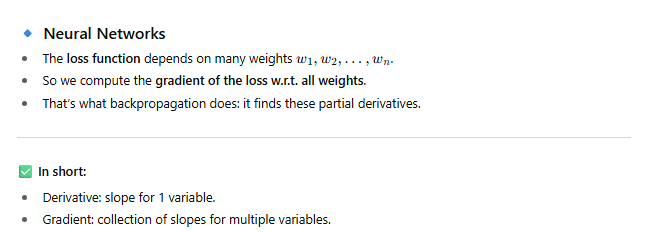 Neural Networks
The loss function depends on many weights w₁, w₂, . . . , wₙ.
So we compute the gradient of the loss w.r.t. all weights.
That's what backpropagation does: it finds these partial derivatives.
In short:
Derivative: slope for 1 variable.
Gradient: collection of slopes for multiple variables.